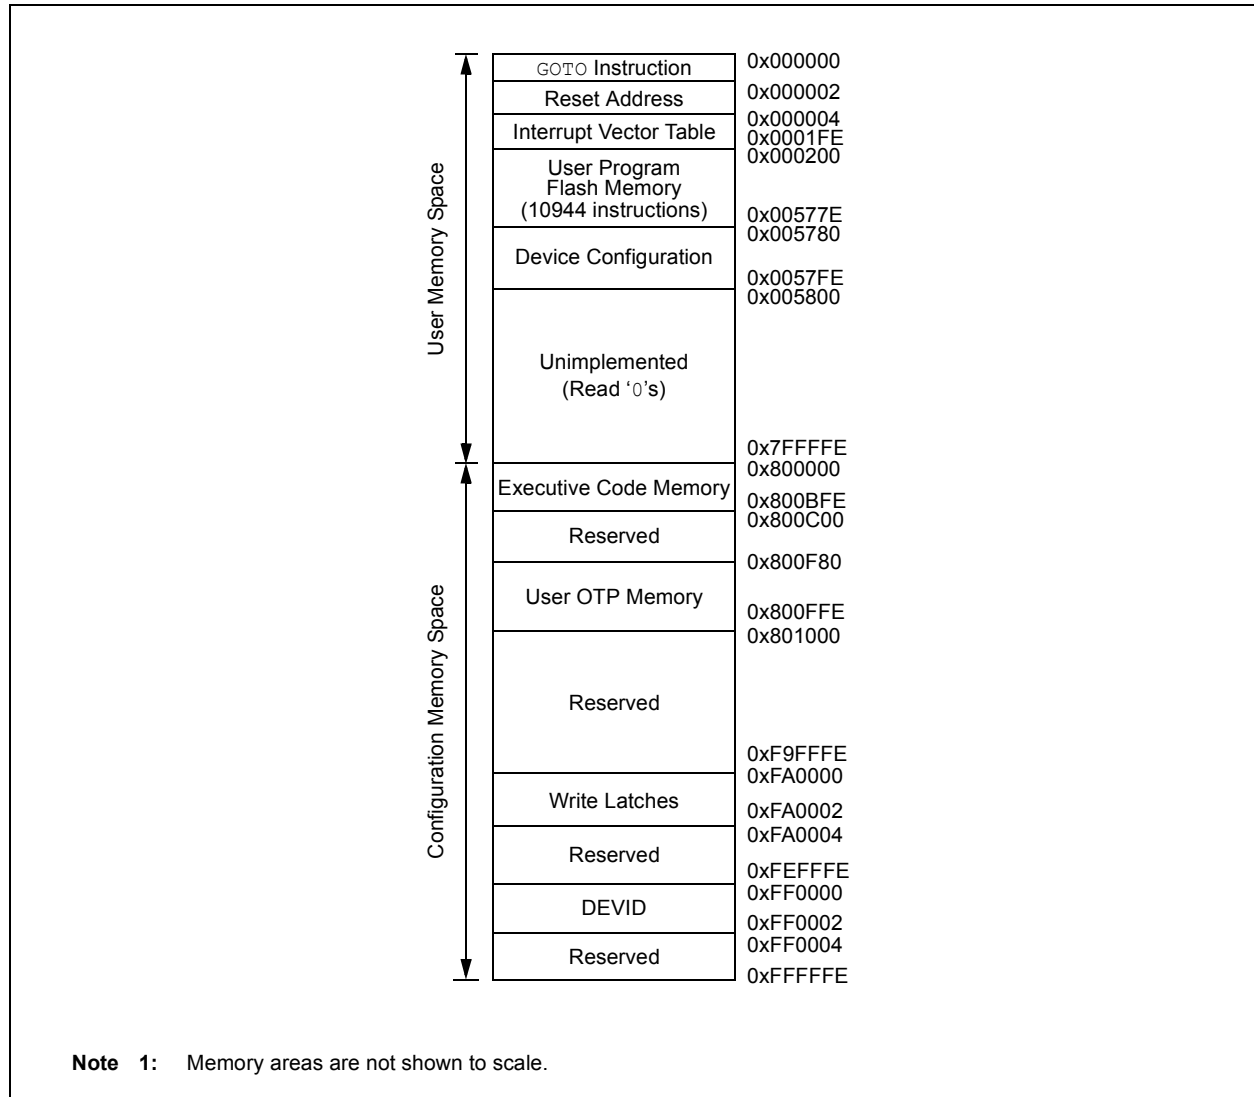 GOTO Instruction 0x000000
Reset Address 0x000002
0x000004
Interrupt Vector Table 0x0001FE
0x000200
User Program
Flash Memory
(10944 instructions) 0x00577E
0x005780
Device Configuration
0x0057FE
0x005800
User Memory Space
Unimplemented
(Read ‘0’s)
0x7FFFFE
0x800000
Executive Code Memory
0x800BFE
0x800C00
Reserved
0x800F80
User OTP Memory
0x800FFE
0x801000
Configuration Memory Space
Reserved
0xF9FFFE
0xFA0000
Write Latches
0xFA0002
0xFA0004
Reserved
0xFEFFFE
0xFF0000
DEVID
0xFF0002
0xFF0004
Reserved
0xFFFFFE
Note 1: Memory areas are not shown to scale.